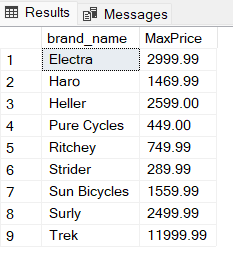 Results Messages
brand_name MaxPrice
1 Electra 2999.99
2 Haro 1469.99
3 Heller 2599.00
4 Pure Cycles 449.00
5 Ritchey 749.99
6 Strider 289.99
7 Sun Bicycles 1559.99
8 Surly 2499.99
9 Trek 11999.99